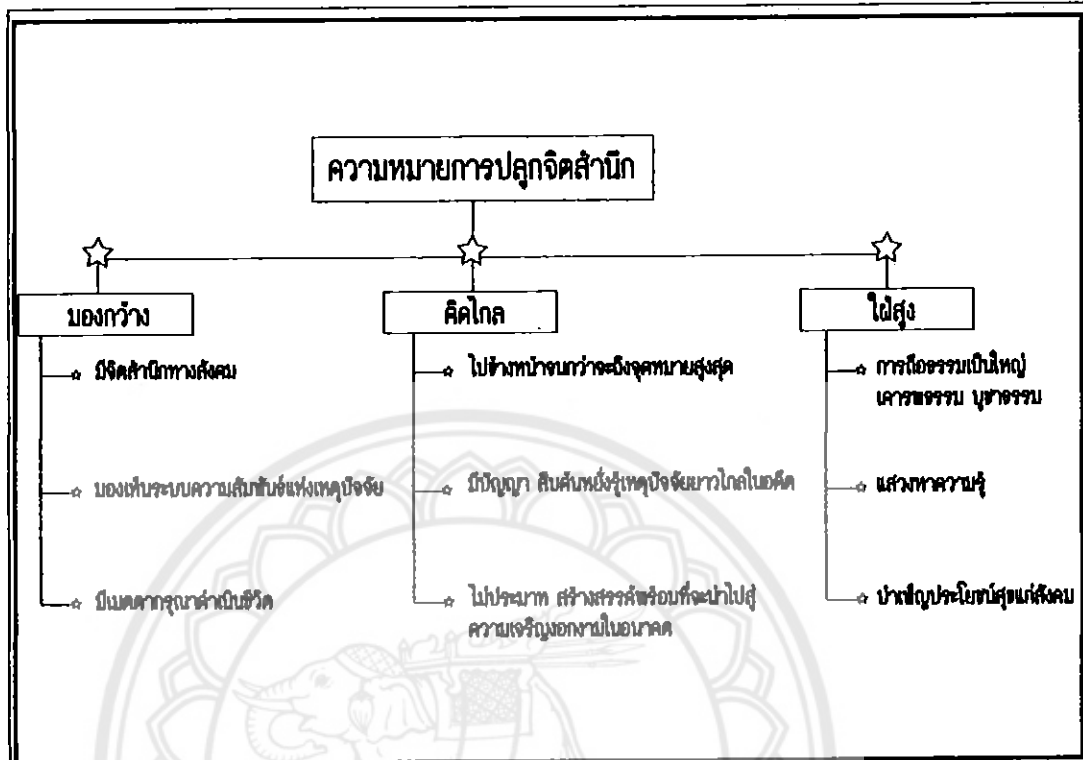 ความหมายการปลูกจิตสำนึก
มองกว้าง
มีจิตสำนึกทางสังคม
มองเห็นระบบความสัมพันธ์แห่งเหตุปัจจัย
มีเมตตากรุณาดำเนินชีวิต
คิดไกล
ไปข้างหน้าจนกว่าจะถึงจุดหมายสูงสุด
มีปัญญา สืบค้นหยั่งรู้เหตุปัจจัยยาวไกลในอดีต
ไม่ประมาท สร้างสรรค์พร้อมที่จะนำไปสู่
ความเจริญงอกงามในอนาคต
ใฝ่สูง
การถือธรรมเป็นใหญ่
เคารพธรรม บูชาธรรม
แสวงหาความรู้
บำเพ็ญประโยชน์สุขแก่สังคม